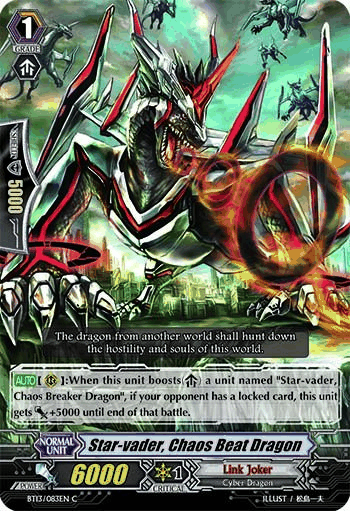 1
GRADE
SHIELD
5000
The dragon from another world shall hunt down
the hostility and souls of this world.
AUTO [ ]:When this unit boosts a unit named "Star-vader,
Chaos Breaker Dragon", if your opponent has a locked card, this unit
gets +5000 until end of that battle.
NORMAL
UNIT
Star-vader, Chaos Beat Dragon
POWER
6000
1
CRITICAL
Link Joker
Cyber Dragon
BT13/083EN C
ILLUST / 松島一夫